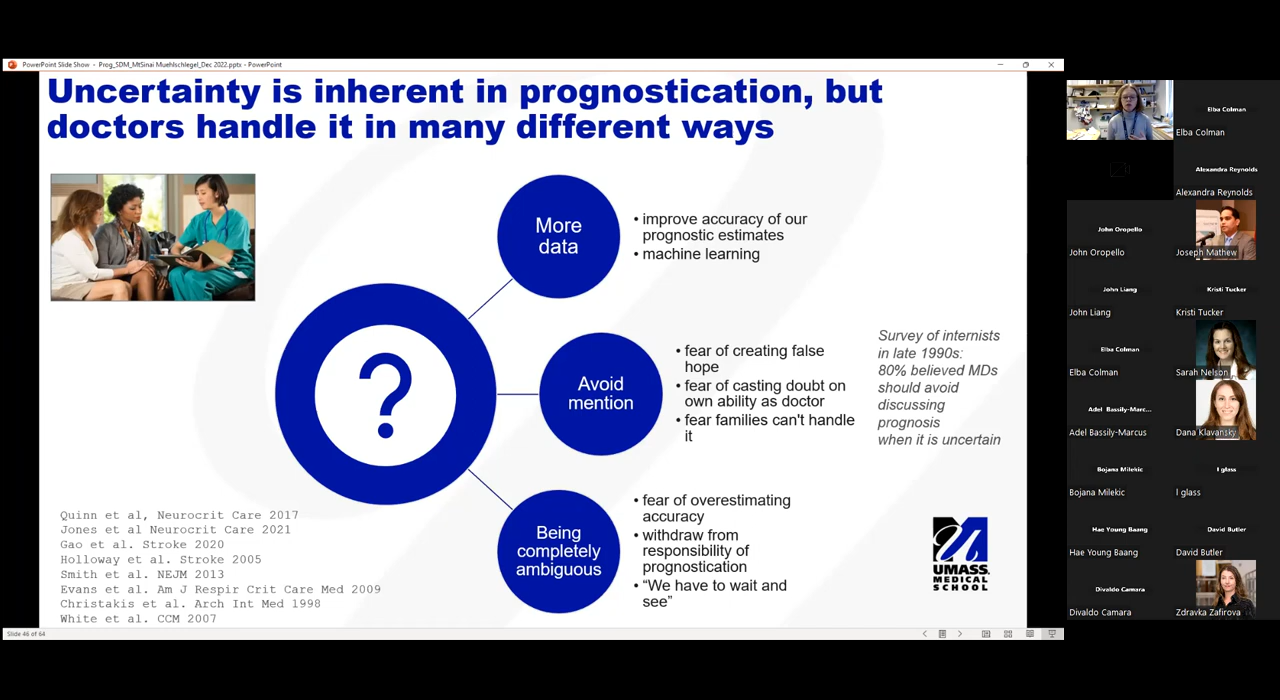 PowerPoint Slide Show - Prog_SDM_MtSinai Muehlschlegel_Dec 2022.pptx - PowerPoint
Uncertainty is inherent in prognostication, but
doctors handle it in many different ways
More
data
• improve accuracy of our
prognostic estimates
• machine learning
?
Avoid
mention
• fear of creating false
hope
• fear of casting doubt on
own ability as doctor
• fear families can't handle
it
Survey of internists
in late 1990s:
80% believed MDs
should avoid
discussing
prognosis
when it is uncertain
Being
completely
ambiguous
• fear of overestimating
accuracy
• withdraw from
responsibility of
prognostication
• “We have to wait and
see”
Quinn et al, Neurocrit Care 2017
Jones et al Neurocrit Care 2021
Gao et al. Stroke 2020
Holloway et al. Stroke 2005
Smith et al. NEJM 2013
Evans et al. Am J Respir Crit Care Med 2009
Christakis et al. Arch Int Med 1998
White et al. CCM 2007
UMASS.
MEDICAL
SCHOOL
Slide 46 of 64
Elba Colman
Elba Colman
Alexandra Reynolds
Alexandra Reynolds
John Oropello
John Oropello
Joseph Mathew
John Liang
John Liang
Kristi Tucker
Kristi Tucker
Elba Colman
Elba Colman
Sarah Nelson
Adel Bassily-Marc...
Adel Bassily-Marcus
Dana Klavansky
Bojana Milekic
Bojana Milekic
l glass
l glass
Hae Young Baang
Hae Young Baang
David Butler
David Butler
Divaldo Camara
Divaldo Camara
Zdravka Zafirova